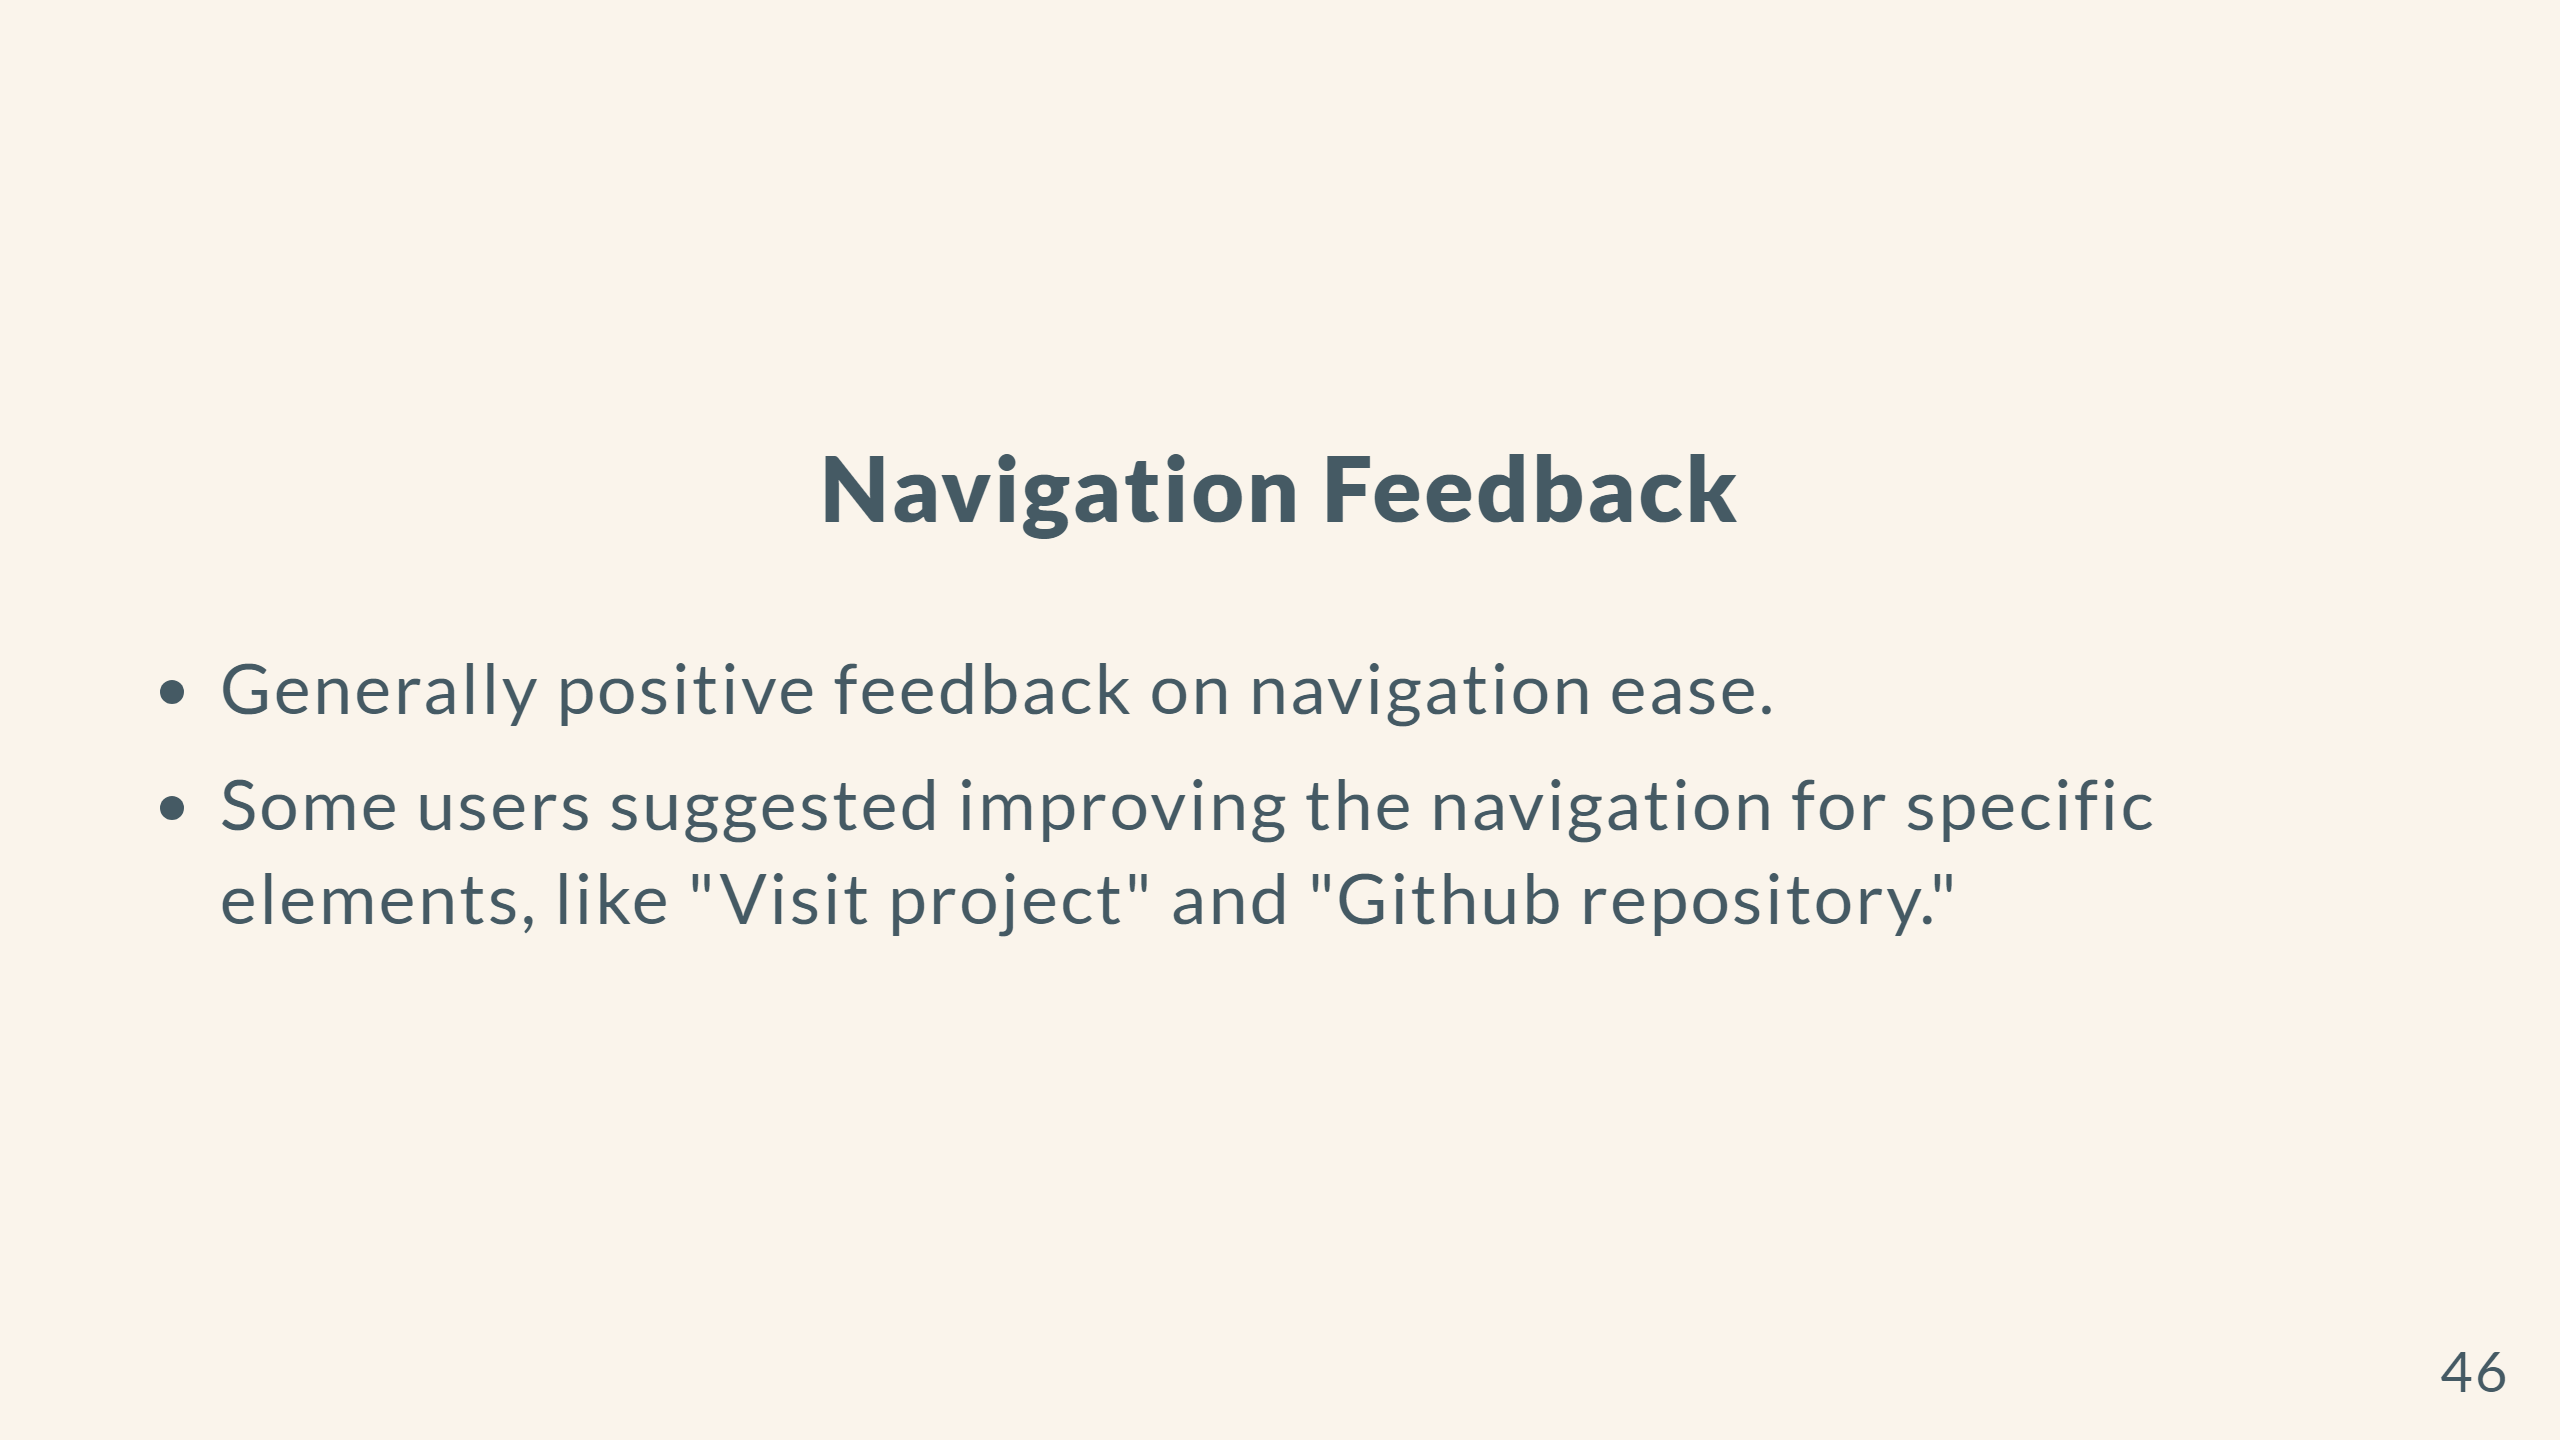 Navigation Feedback
• Generally positive feedback on navigation ease.
• Some users suggested improving the navigation for specific
elements, like "Visit project" and "Github repository."
46